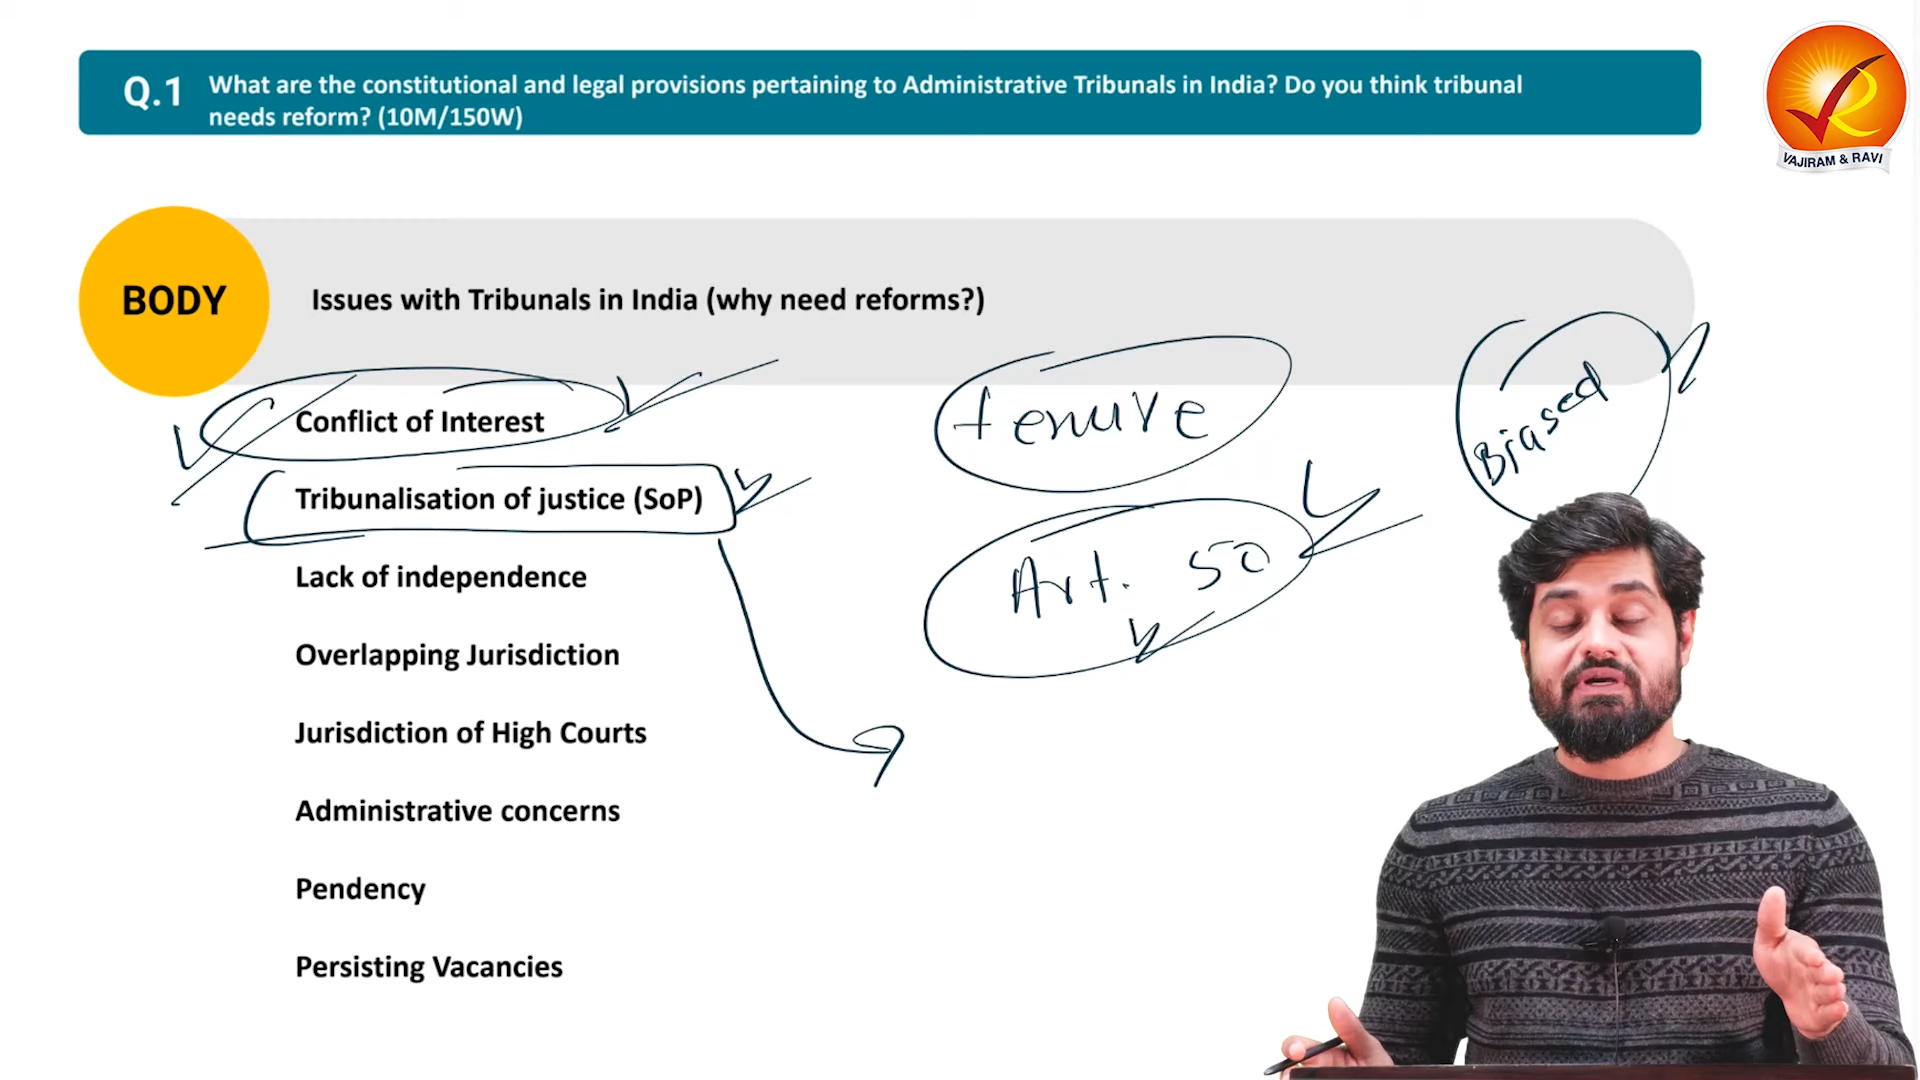 Q.1 What are the constitutional and legal provisions pertaining to Administrative Tribunals in India? Do you think tribunal
needs reform? (10M/150W)
VAJIRAM & RAVI
BODY
Issues with Tribunals in India (why need reforms?)
Conflict of Interest
tenure
Biased
Tribunalisation of justice (SoP)
Art. 50
Lack of independence
Overlapping Jurisdiction
Jurisdiction of High Courts
Administrative concerns
Pendency
Persisting Vacancies